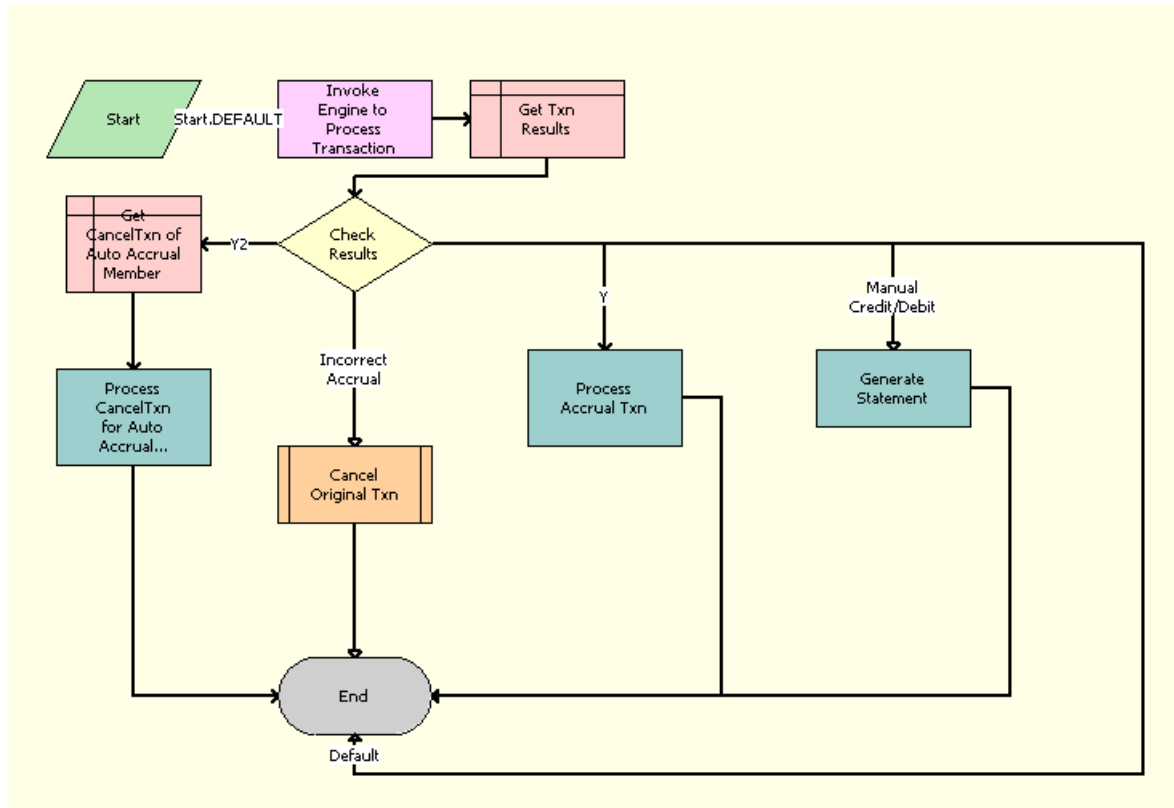 Start
Start.DEFAULT
Invoke
Engine to
Process
Transaction
Get Txn
Results
Get
CancelTxn of
Auto Accrual
Member
Y2
Check
Results
Y
Manual
Credit/Debit
Incorrect
Accrual
Process
CancelTxn
for Auto
Accrual...
Process
Accrual Txn
Generate
Statement
Cancel
Original Txn
End
Default